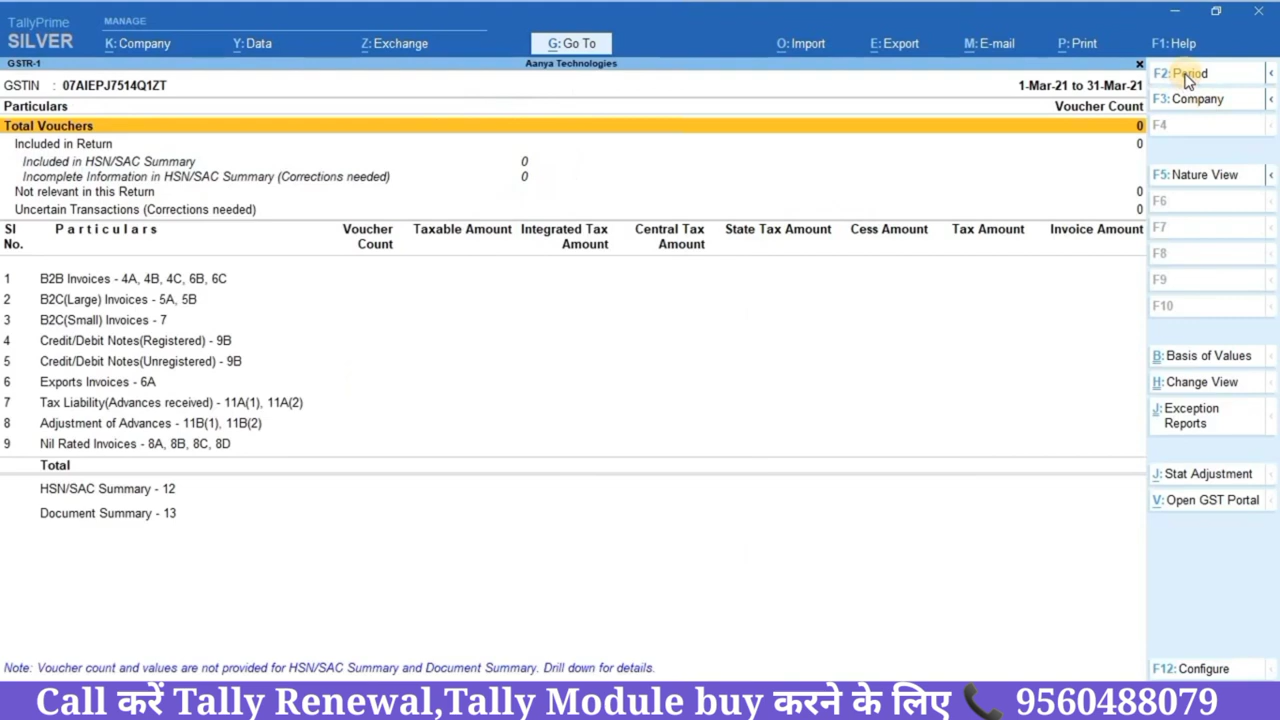 TallyPrime
MANAGE
SILVER
K: Company
Y: Data
Z: Exchange
G: Go To
O: Import
E: Export
M: E-mail
P: Print
F1: Help
GSTR-1
Aanya Technologies
GSTIN : 07AIEPJ7514Q1ZT
1-Mar-21 to 31-Mar-21
Particulars
Voucher Count
Total Vouchers 0
Included in Return 0
Included in HSN/SAC Summary 0
Incomplete Information in HSN/SAC Summary (Corrections needed) 0
Not relevant in this Return 0
Uncertain Transactions (Corrections needed) 0
Sl No. Particulars Voucher Count Taxable Amount Integrated Tax Amount Central Tax Amount State Tax Amount Cess Amount Tax Amount Invoice Amount
1 B2B Invoices - 4A, 4B, 4C, 6B, 6C
2 B2C(Large) Invoices - 5A, 5B
3 B2C(Small) Invoices - 7
4 Credit/Debit Notes(Registered) - 9B
5 Credit/Debit Notes(Unregistered) - 9B
6 Exports Invoices - 6A
7 Tax Liability(Advances received) - 11A(1), 11A(2)
8 Adjustment of Advances - 11B(1), 11B(2)
9 Nil Rated Invoices - 8A, 8B, 8C, 8D
Total
HSN/SAC Summary - 12
Document Summary - 13
Note: Voucher count and values are not provided for HSN/SAC Summary and Document Summary. Drill down for details.
F2: Period
F3: Company
F4
F5: Nature View
F6
F7
F8
F9
F10
B: Basis of Values
H: Change View
J: Exception
Reports
J: Stat Adjustment
V: Open GST Portal
F12: Configure
Call करें Tally Renewal,Tally Module buy करने के लिए 📞 9560488079